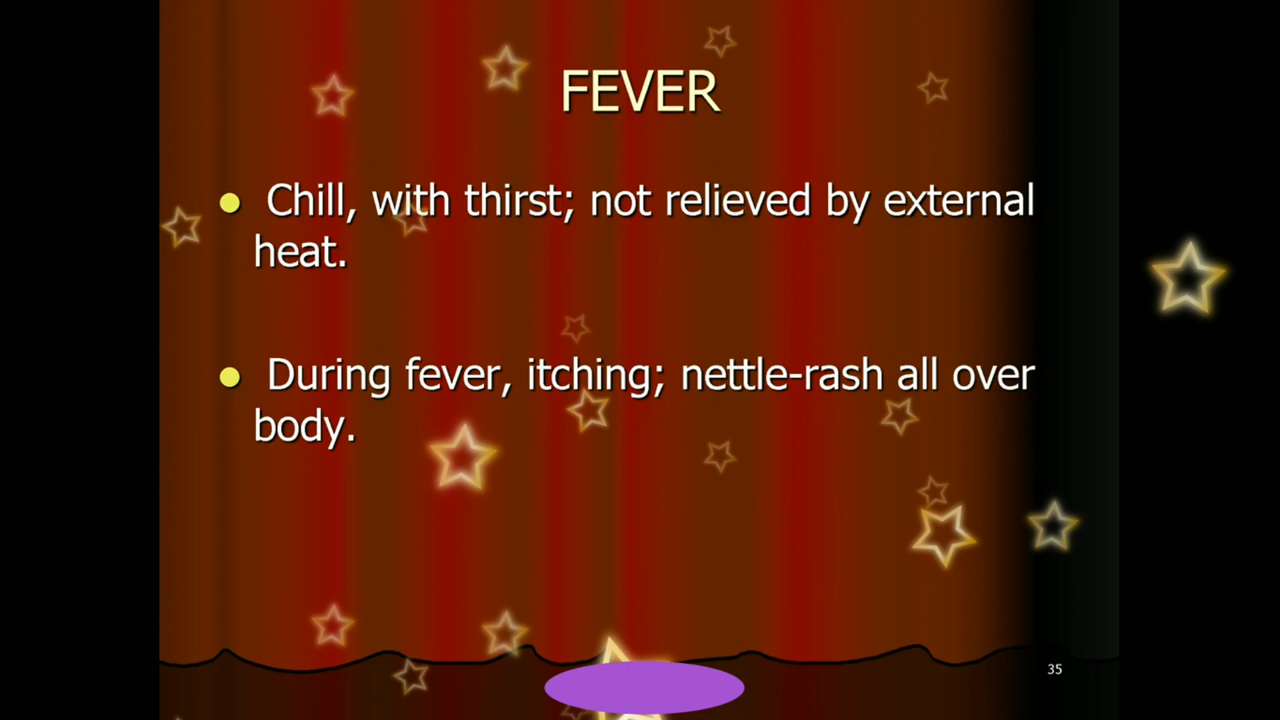 FEVER
Chill, with thirst; not relieved by external
heat.
During fever, itching; nettle-rash all over
body.
35